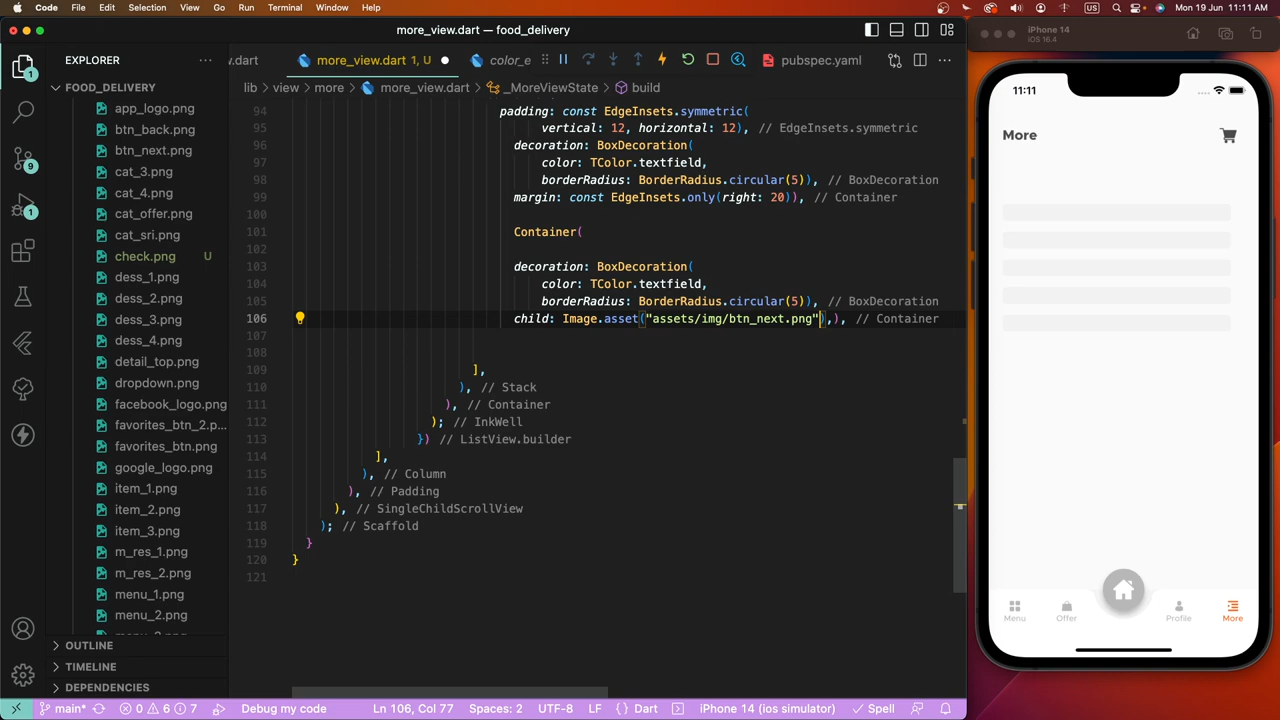 Code File Edit Selection View Go Run Terminal Window Help
US
Mon 19 Jun 11:11 AM
more_view.dart — food_delivery
iPhone 14
iOS 16.4
EXPLORER
FOOD_DELIVERY
app_logo.png
btn_back.png
btn_next.png
cat_3.png
cat_4.png
cat_offer.png
cat_sri.png
check.png U
dess_1.png
dess_2.png
dess_3.png
dess_4.png
detail_top.png
dropdown.png
facebook_logo.png
favorites_btn_2.p...
favorites_btn.png
google_logo.png
item_1.png
item_2.png
item_3.png
m_res_1.png
m_res_2.png
menu_1.png
menu_2.png
OUTLINE
TIMELINE
DEPENDENCIES
1
9
1
w.dart
more_view.dart 1, U
color_e
pubspec.yaml
lib > view > more > more_view.dart > _MoreViewState > build
94 padding: const EdgeInsets.symmetric(
95 vertical: 12, horizontal: 12), // EdgeInsets.symmetric
96 decoration: BoxDecoration(
97 color: TColor.textfield,
98 borderRadius: BorderRadius.circular(5)), // BoxDecoration
99 margin: const EdgeInsets.only(right: 20)), // Container
100
101 Container(
102
103 decoration: BoxDecoration(
104 color: TColor.textfield,
105 borderRadius: BorderRadius.circular(5)), // BoxDecoration
106 child: Image.asset("assets/img/btn_next.png"),), // Container
107
108
109 ],
110 ), // Stack
111 ), // Container
112 ); // InkWell
113 }) // ListView.builder
114 ],
115 ), // Column
116 ), // Padding
117 ), // SingleChildScrollView
118 ); // Scaffold
119 }
120 }
121
main* 0 6 7 Debug my code Ln 106, Col 77 Spaces: 2 UTF-8 LF {} Dart iPhone 14 (ios simulator) Spell
11:11
More
Menu
Offer
Profile
More